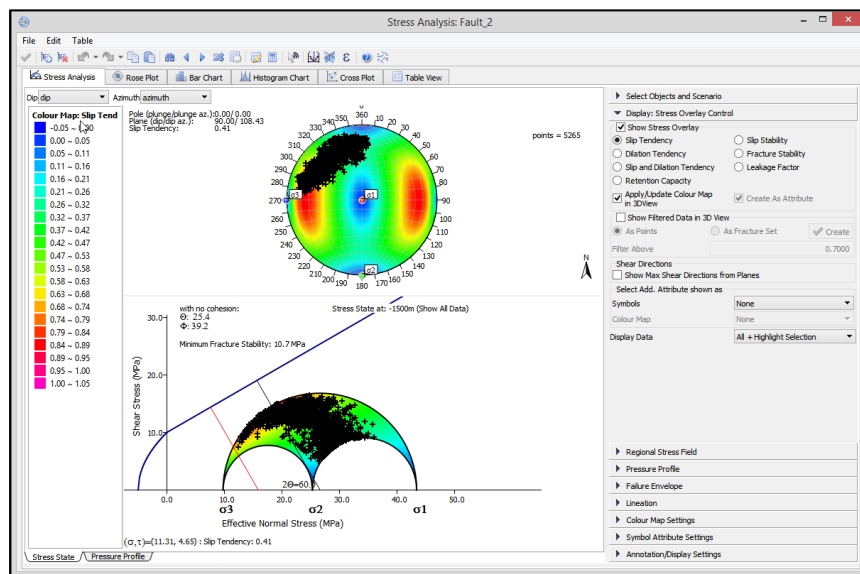 Stress Analysis: Fault_2
File Edit Table
Stress Analysis Rose Plot Bar Chart Histogram Chart Cross Plot Table View
Dip dip Azimuth azimuth
Colour Map: Slip Tend
-0.05 ~ 0.00
0.00 ~ 0.05
0.05 ~ 0.11
0.11 ~ 0.16
0.16 ~ 0.21
0.21 ~ 0.26
0.26 ~ 0.32
0.32 ~ 0.37
0.37 ~ 0.42
0.42 ~ 0.47
0.47 ~ 0.53
0.53 ~ 0.58
0.58 ~ 0.63
0.63 ~ 0.68
0.68 ~ 0.74
0.74 ~ 0.79
0.79 ~ 0.84
0.84 ~ 0.89
0.89 ~ 0.95
0.95 ~ 1.00
1.00 ~ 1.05
Pole (plunge/plunge az.):0.00/ 0.00
Plane (dip/dip az.): 90.00/ 108.43
Slip Tendency: 0.41
points = 5265
0
360
10
20
30
40
50
60
70
80
90
100
110
120
130
140
150
160
170
180
190
200
210
220
230
240
250
260
270
280
290
300
310
320
330
340
350
σ3
σ1
σ2
N
with no cohesion:
Θ: 25.4
Φ: 39.2
Minimum Fracture Stability: 10.7 MPa
Stress State at: -1500m (Show All Data)
Shear Stress (MPa)
30.0
20.0
10.0
2Θ=60.
0.0 10.0 20.0 30.0 40.0 50.0
σ3 σ2 σ1
Effective Normal Stress (MPa)
(σ,τ)=(11.31, 4.65) : Slip Tendency: 0.41
Stress State Pressure Profile
Select Objects and Scenario
Display: Stress Overlay Control
Show Stress Overlay
Slip Tendency Slip Stability
Dilation Tendency Fracture Stability
Slip and Dilation Tendency Leakage Factor
Retention Capacity
Apply/Update Colour Map
in 3DView
Create As Attribute
Show Filtered Data in 3D View
As Points As Fracture Set Create
Filter Above 0.7000
Shear Directions
Show Max Shear Directions from Planes
Select Add. Attribute shown as
Symbols None
Colour Map None
Display Data All + Highlight Selection
Regional Stress Field
Pressure Profile
Failure Envelope
Lineation
Colour Map Settings
Symbol Attribute Settings
Annotation/Display Settings